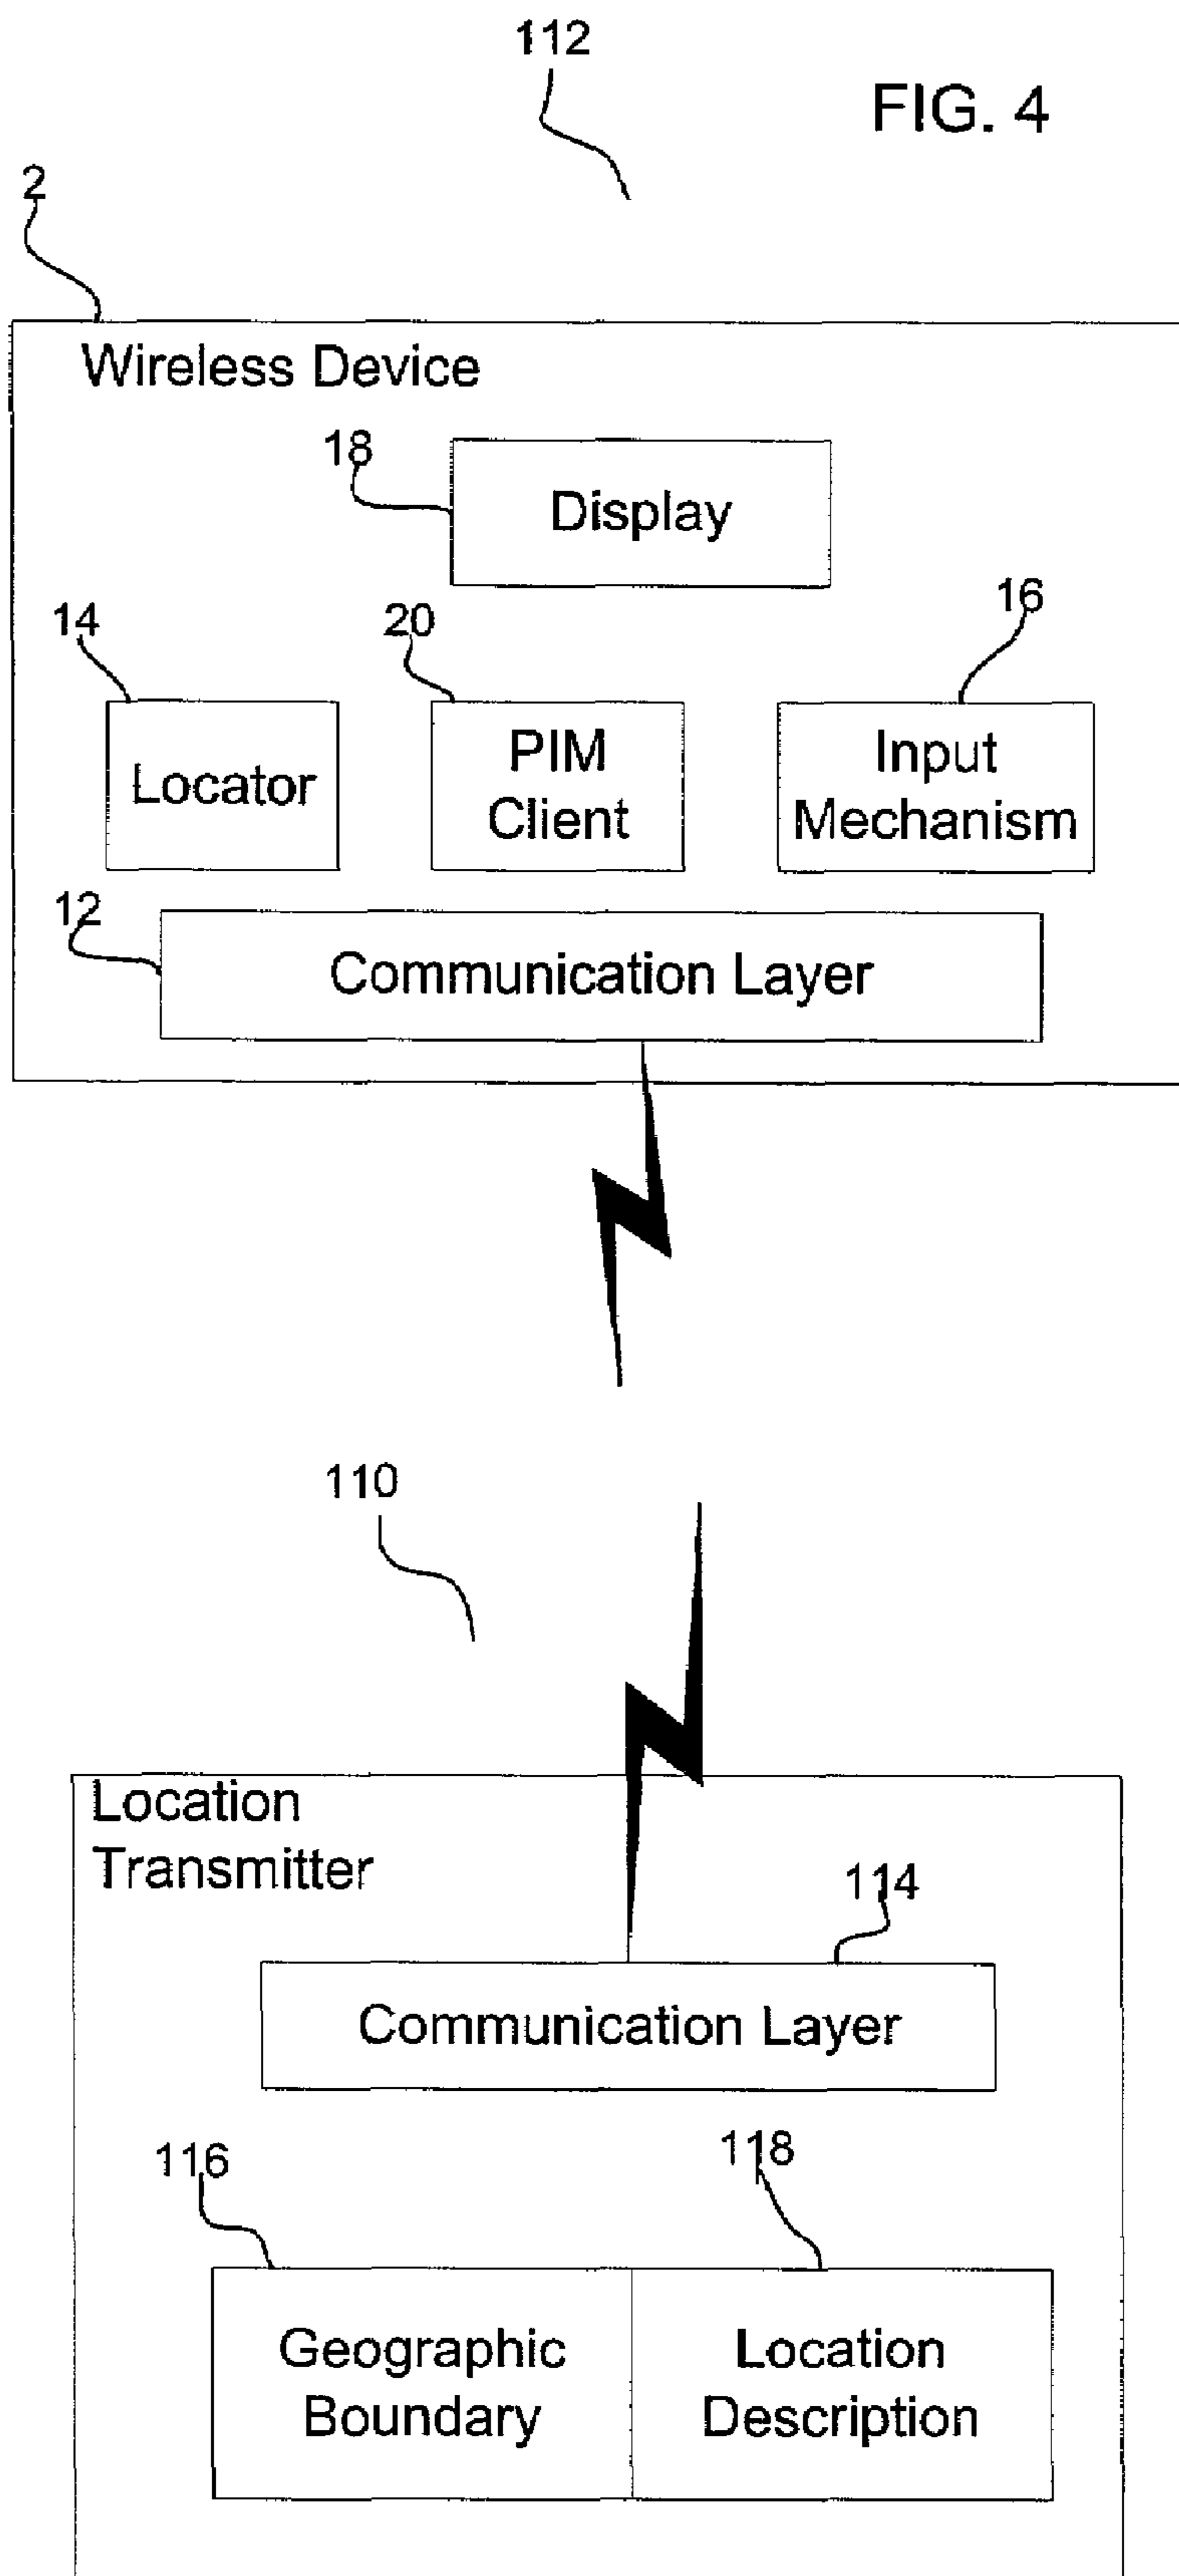 112
FIG. 4
2
Wireless Device
18
Display
14
20
16
Locator
PIM
Client
Input
Mechanism
12
Communication Layer
110
Location
Transmitter
114
Communication Layer
116
118
Geographic
Boundary
Location
Description